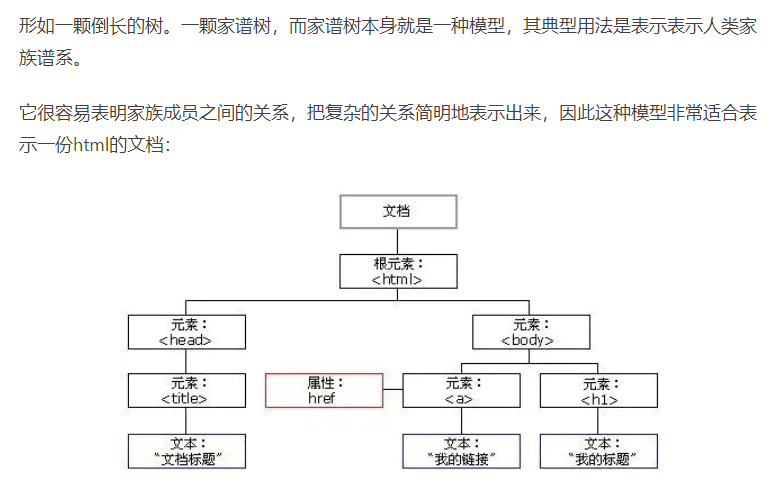 形如一颗倒长的树。一颗家谱树，而家谱树本身就是一种模型，其典型用法是表示表示人类家
族谱系。
它很容易表明家族成员之间的关系，把复杂的关系简明地表示出来，因此这种模型非常适合表
示一份html的文档：
文档
根元素：
<html>
元素：
<head>
元素：
<body>
元素：
<title>
属性：
href
元素：
<a>
元素：
<h1>
文本：
“文档标题”
文本：
“我的链接”
文本：
“我的标题”